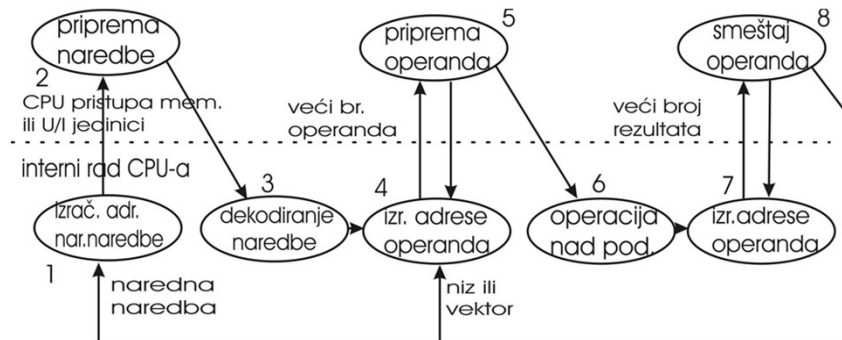 priprema
naredbe
2
CPU pristupa mem.
ili U/I jedinici
interni rad CPU-a
izrač. adr.
nar.naredbe
1
naredna
naredba
3
dekodiranje
naredbe
4
izr. adrese
operanda
veći br.
operanda
priprema
operanda
5
niz ili
vektor
6
operacija
nad pod.
7
izr.adrese
operanda
veći broj
rezultata
smeštaj
operanda
8